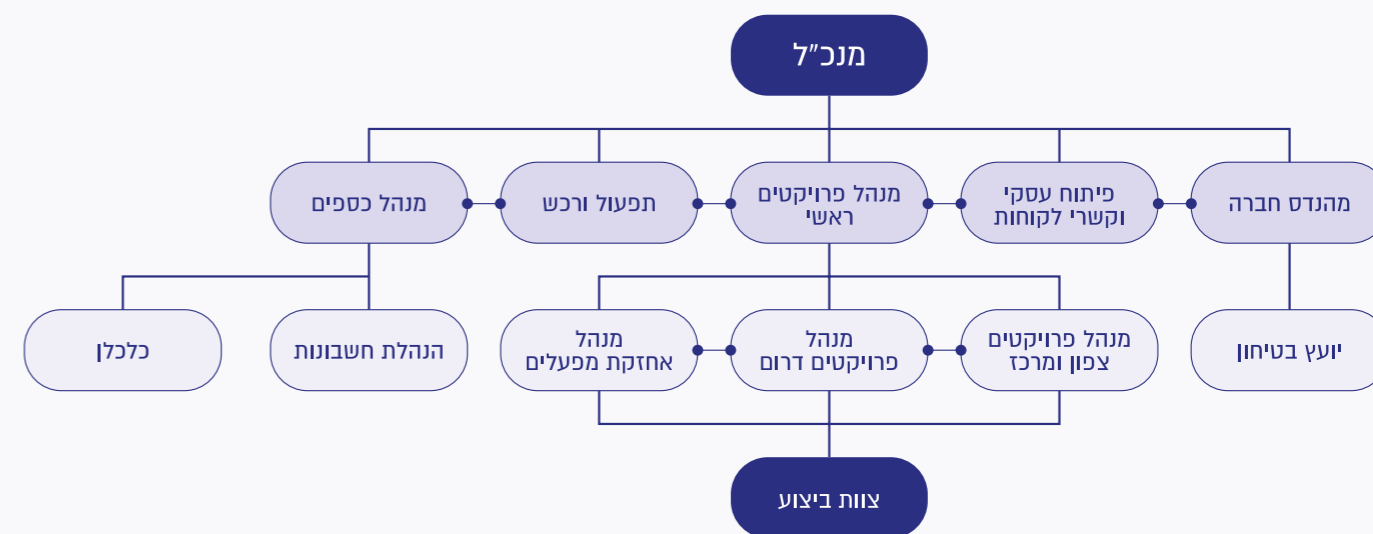 מנכ"ל
מהנדס חברה
פיתוח עסקי
וקשרי לקוחות
מנהל פרויקטים
ראשי
תפעול ורכש
מנהל כספים
יועץ בטיחון
מנהל פרויקטים
צפון ומרכז
מנהל
פרויקטים דרום
מנהל
אחזקת מפעלים
הנהלת חשבונות
כלכלן
צוות ביצוע